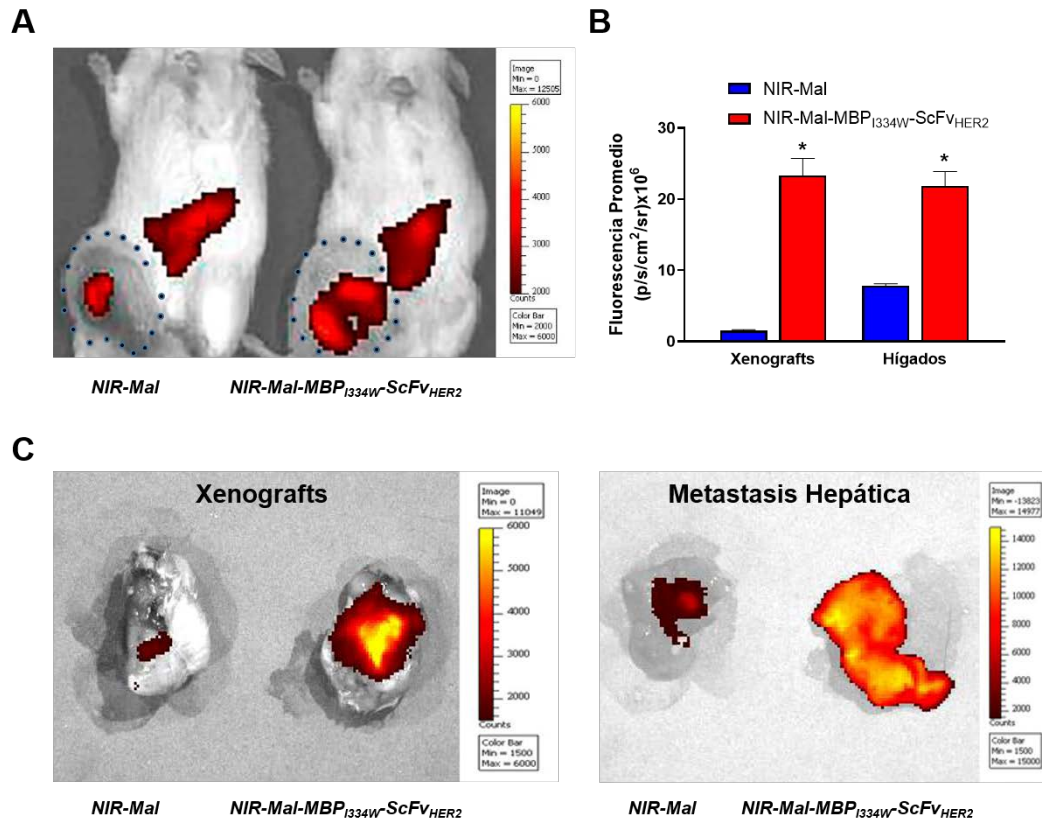 A
Image
Min = 0
Max = 12505
6000
5000
4000
3000
2000
Counts
Color Bar
Min = 2000
Max = 6000
NIR-Mal
NIR-Mal-MBPI334W-ScFvHER2
B
NIR-Mal
NIR-Mal-MBPI334W-ScFvHER2
Fluorescencia Promedio
(p/s/cm²/sr)x10⁶
30
20
10
0
*
*
Xenografts
Hígados
C
Xenografts
Image
Min = 0
Max = 11049
6000
5000
4000
3000
2000
Counts
Color Bar
Min = 1500
Max = 6000
NIR-Mal
NIR-Mal-MBPI334W-ScFvHER2
Metastasis Hepática
Image
Min = -13823
Max = 14977
14000
12000
10000
8000
6000
4000
2000
Counts
Color Bar
Min = 1500
Max = 15000
NIR-Mal
NIR-Mal-MBPI334W-ScFvHER2